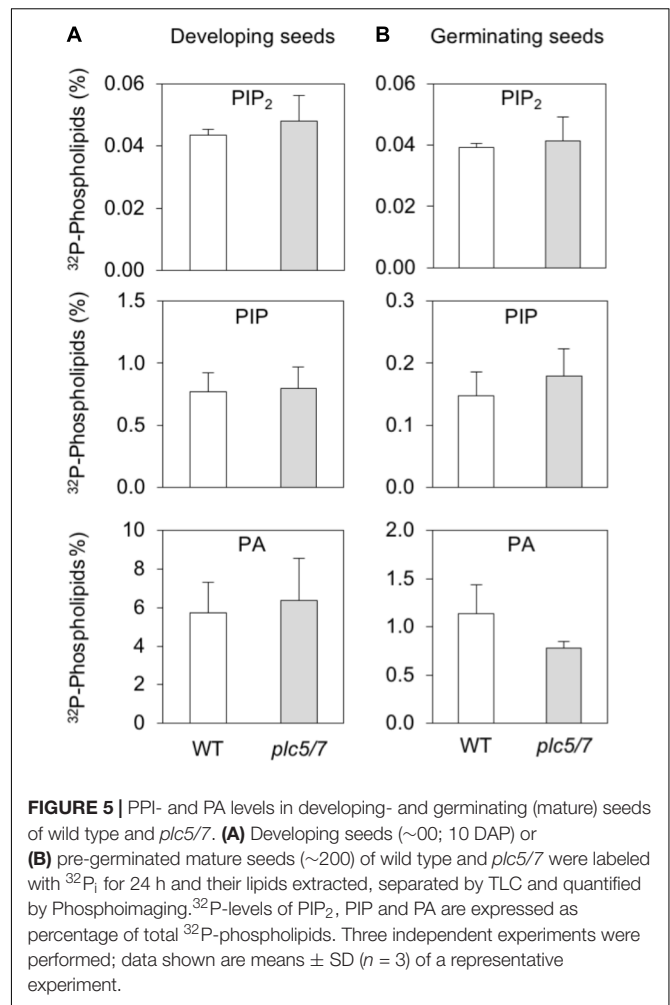 A Developing seeds B Germinating seeds
³²P-Phospholipids (%)
0.06
0.04
0.02
0.00
PIP₂
0.06
0.04
0.02
0.00
PIP₂
³²P-Phospholipids (%)
1.5
1.0
0.5
0.0
PIP
0.3
0.2
0.1
0.0
PIP
³²P-Phospholipids%)
10
8
6
4
2
0
PA
2.0
1.5
1.0
0.5
0.0
PA
WT plc5/7 WT plc5/7
FIGURE 5 | PPI- and PA levels in developing- and germinating (mature) seeds
of wild type and plc5/7. (A) Developing seeds (~00; 10 DAP) or
(B) pre-germinated mature seeds (~200) of wild type and plc5/7 were labeled
with ³²Pᵢ for 24 h and their lipids extracted, separated by TLC and quantified
by Phosphoimaging.³²P-levels of PIP₂, PIP and PA are expressed as
percentage of total ³²P-phospholipids. Three independent experiments were
performed; data shown are means ± SD (n = 3) of a representative
experiment.